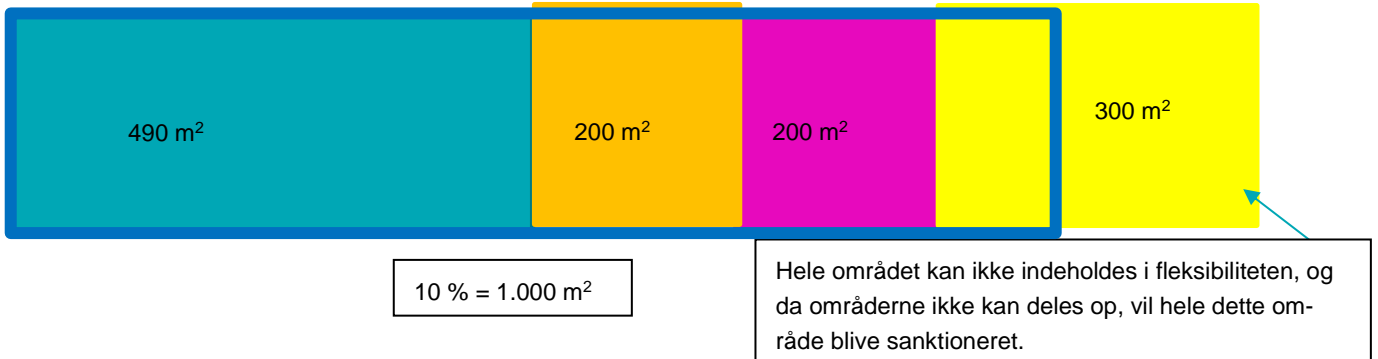 490 m²
200 m²
200 m²
300 m²
10 % = 1.000 m²
Hele området kan ikke indeholdes i fleksibiliteten, og
da områderne ikke kan deles op, vil hele dette om-
råde blive sanktioneret.